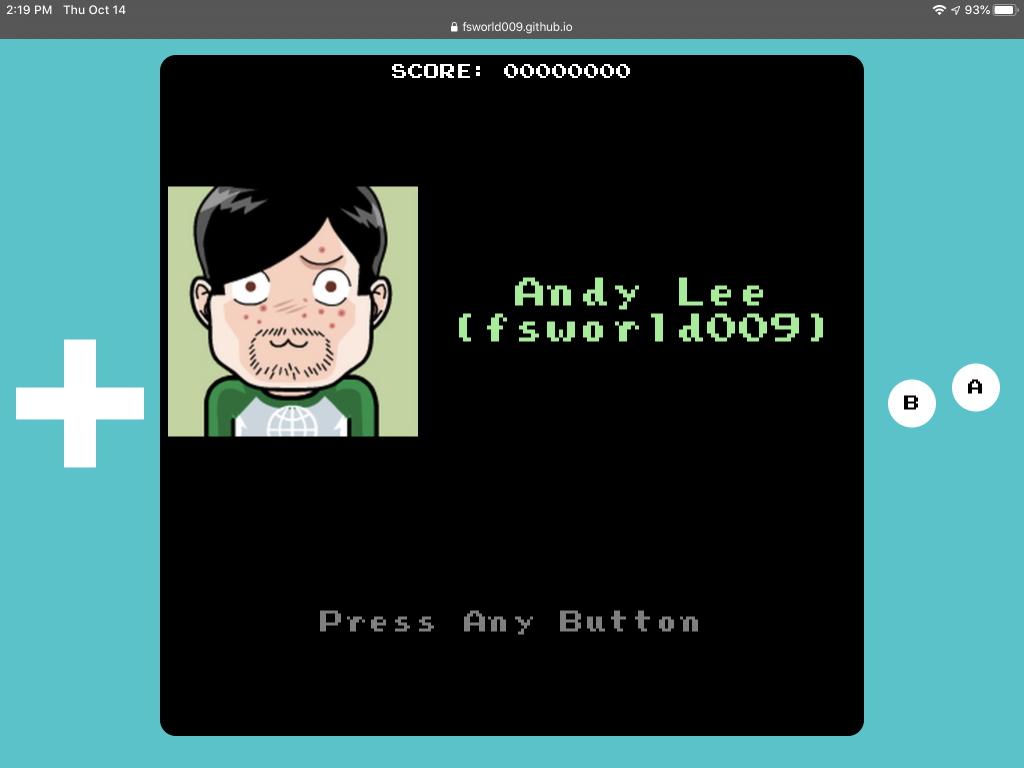 2:19 PM Thu Oct 14
93%
fsworld009.github.io
SCORE: 00000000
Andy Lee
(fsworld009)
A
B
Press Any Button